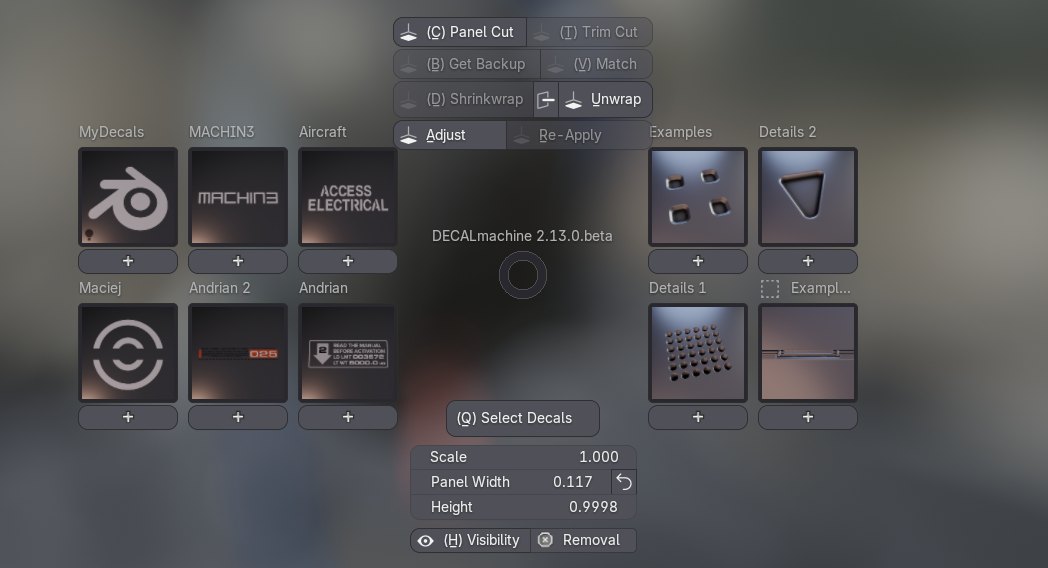 (C) Panel Cut (T) Trim Cut
(B) Get Backup (V) Match
(D) Shrinkwrap Unwrap
Adjust Re-Apply
MyDecals MACHIN3 Aircraft Examples Details 2
MACHIN3
ACCESS
ELECTRICAL
+ + + + +
DECALmachine 2.13.0.beta
Maciej Andrian 2 Andrian Details 1 Exampl...
025
2 READ THE MANUAL
BEFORE ACTIVATION
+ + + + +
(Q) Select Decals
Scale 1.000
Panel Width 0.117
Height 0.9998
(H) Visibility Removal